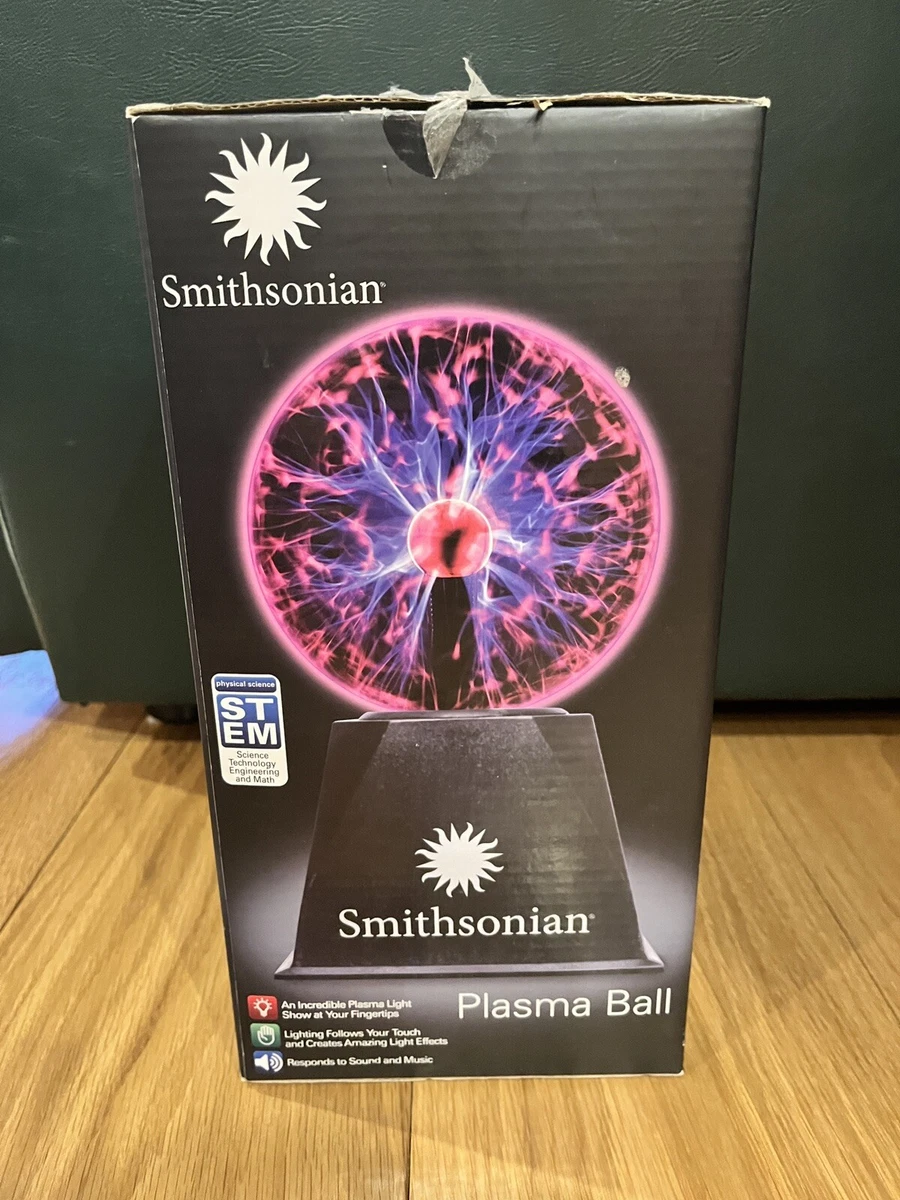 Smithsonian®
physical science
ST
EM
Science
Technology
Engineering
and Math
Smithsonian®
Plasma Ball
An Incredible Plasma Light
Show at Your Fingertips
Lighting Follows Your Touch
and Creates Amazing Light Effects
Responds to Sound and Music